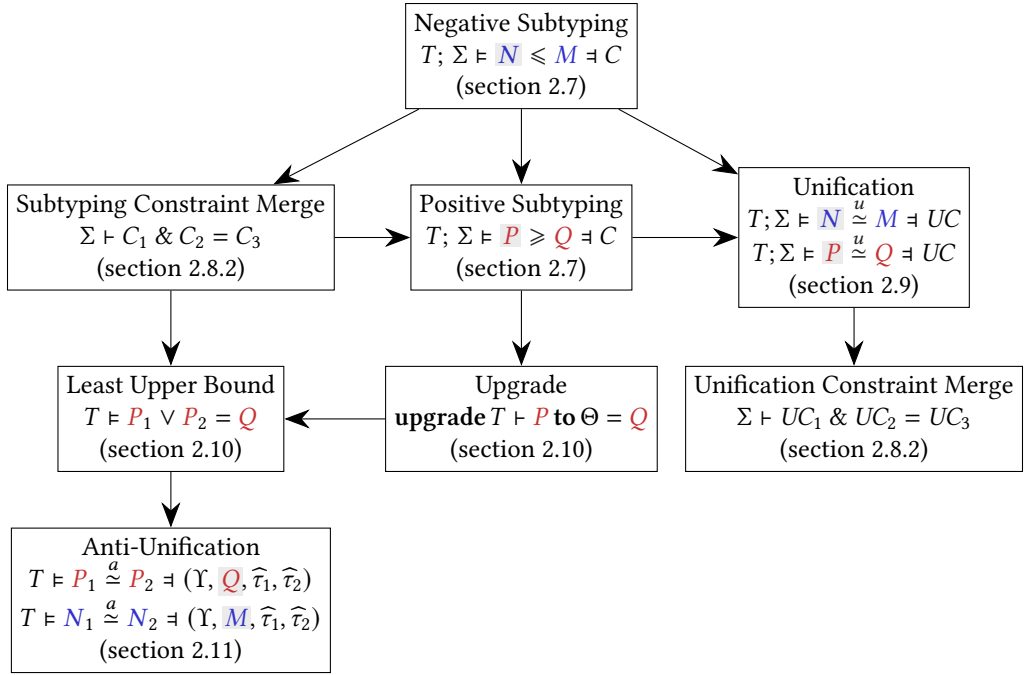 Negative Subtyping
T; Σ ⊨ N ⩽ M ⫤ C
(section 2.7)
Subtyping Constraint Merge
Σ ⊢ C₁ & C₂ = C₃
(section 2.8.2)
Positive Subtyping
T; Σ ⊨ P ⩾ Q ⫤ C
(section 2.7)
Unification
T; Σ ⊨ N ≃ᵘ M ⫤ UC
T; Σ ⊨ P ≃ᵘ Q ⫤ UC
(section 2.9)
Least Upper Bound
T ⊨ P₁ ∨ P₂ = Q
(section 2.10)
Upgrade
upgrade T ⊢ P to Θ = Q
(section 2.10)
Unification Constraint Merge
Σ ⊢ UC₁ & UC₂ = UC₃
(section 2.8.2)
Anti-Unification
T ⊨ P₁ ≃ᵃ P₂ ⫤ (Υ, Q, τ̂₁, τ̂₂)
T ⊨ N₁ ≃ᵃ N₂ ⫤ (Υ, M, τ̂₁, τ̂₂)
(section 2.11)